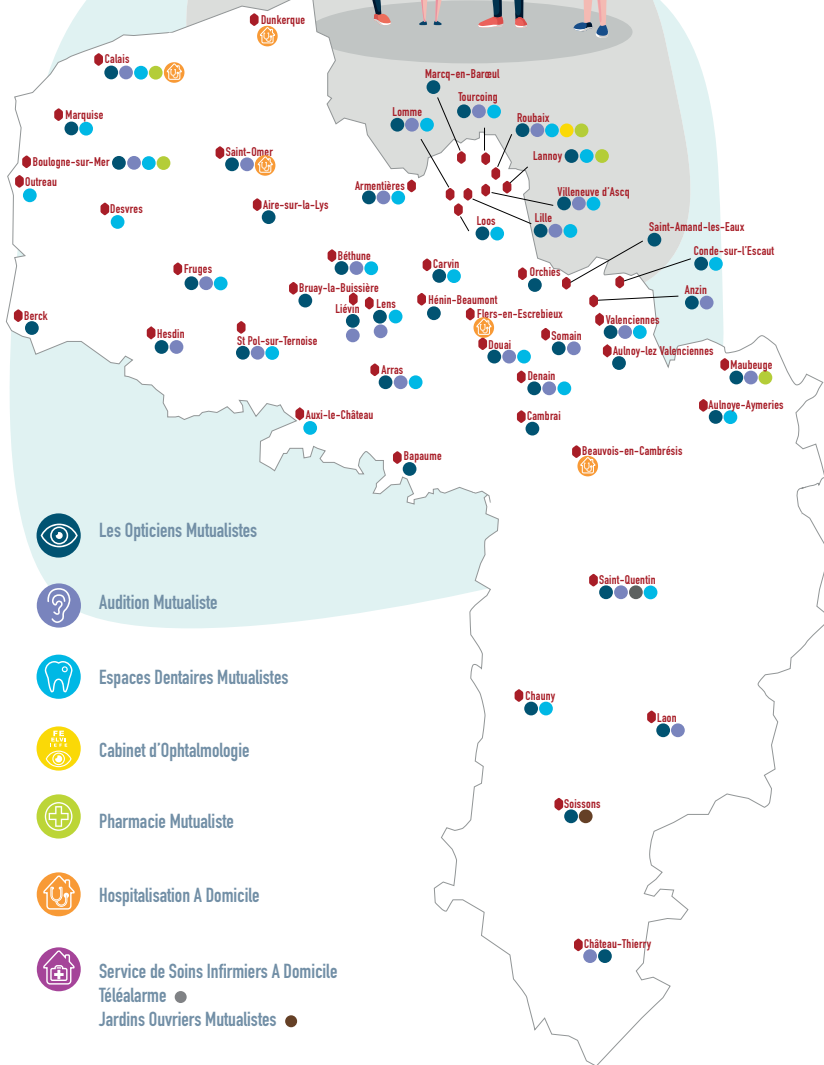 Dunkerque
Calais
Marcq-en-Barœul
Tourcoing
Lomme
Roubaix
Marquise
Lannoy
Saint-Omer
Boulogne-sur-Mer
Outreau
Armentières
Villeneuve d'Ascq
Desvres
Aire-sur-la-Lys
Loos
Lille
Saint-Amand-les-Eaux
Conde-sur-l'Escaut
Béthune
Carvin
Orchies
Fruges
Anzin
Bruay-la-Buissière
Liévin
Lens
Hénin-Beaumont
Flers-en-Escrebieux
Berck
Valenciennes
Hesdin
St Pol-sur-Ternoise
Douai
Somain
Aulnoy-lez Valenciennes
Maubeuge
Arras
Denain
Aulnoye-Aymeries
Auxi-le-Château
Cambrai
Bapaume
Beauvois-en-Cambrésis
Les Opticiens Mutualistes
Saint-Quentin
Audition Mutualiste
Espaces Dentaires Mutualistes
Chauny
Laon
FE
Cabinet d'Ophtalmologie
Soissons
Pharmacie Mutualiste
Hospitalisation A Domicile
Château-Thierry
Service de Soins Infirmiers A Domicile
Téléalarme
Jardins Ouvriers Mutualistes